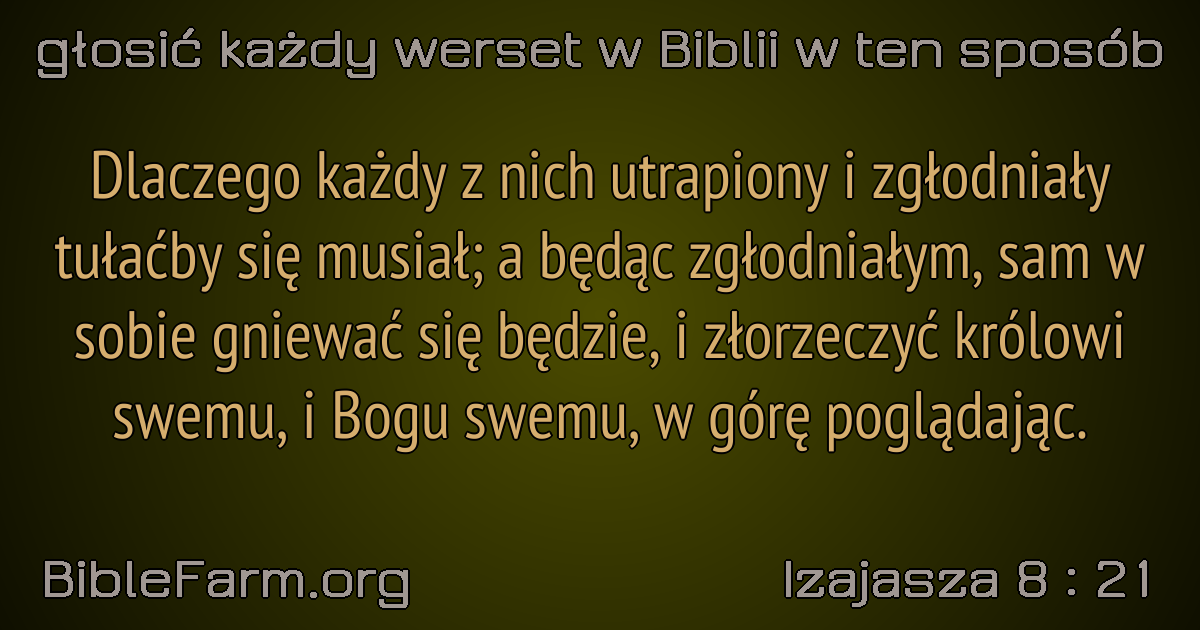 głosić każdy werset w Biblii w ten sposób
Dlaczego każdy z nich utrapiony i zgłodniały
tułaćby się musiał; a będąc zgłodniałym, sam w
sobie gniewać się będzie, i złorzeczyć królowi
swemu, i Bogu swemu, w górę poglądając.
BibleFarm.org
Izajasza 8 : 21